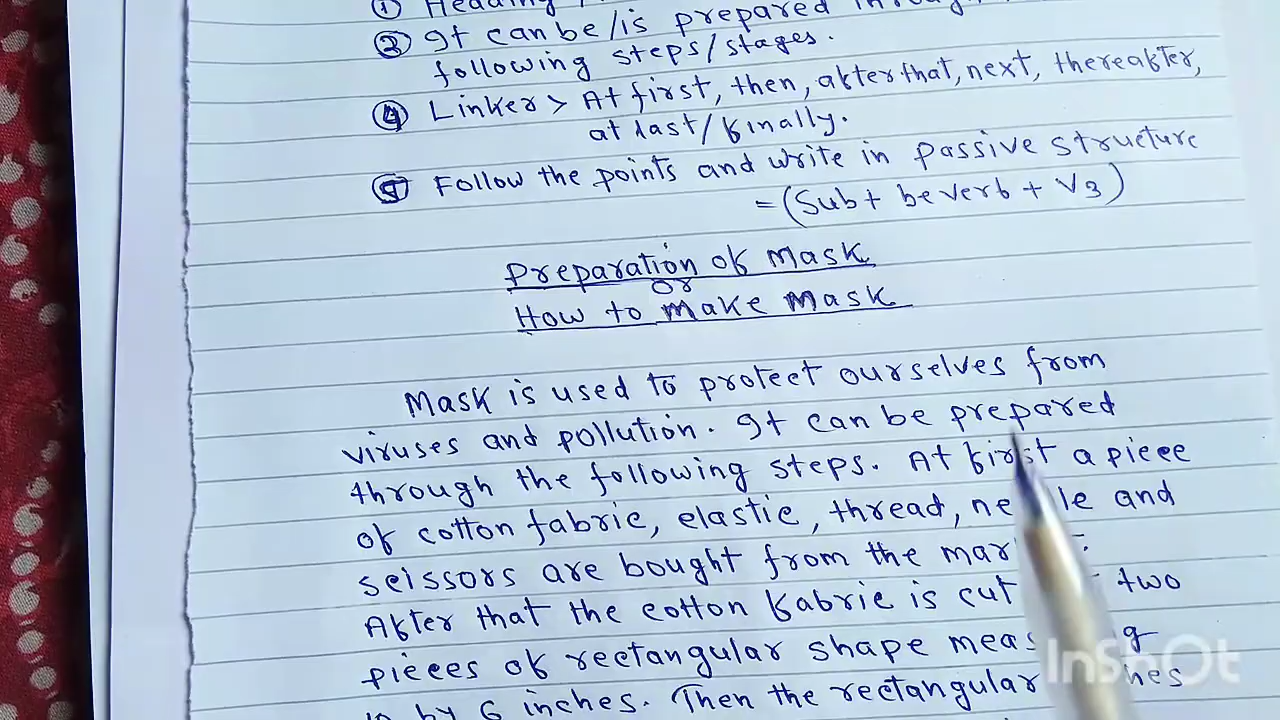 ① Heading
② It can be/is prepared through
following steps/stages.
④ Linker > At first, then, after that, next, thereafter,
at last/finally.
⑤ Follow the points and write in passive structure
= (Sub + be verb + V3)
Preparation of Mask
Or
How to Make Mask
Mask is used to protect ourselves from
viruses and pollution. It can be prepared
through the following steps. At first a piece
of cotton fabric, elastic, thread, and
scissors are bought from the
After that the cotton fabric is cut two
pieces of rectangular shape
by 6 inches. Then the rectangular
InShOt